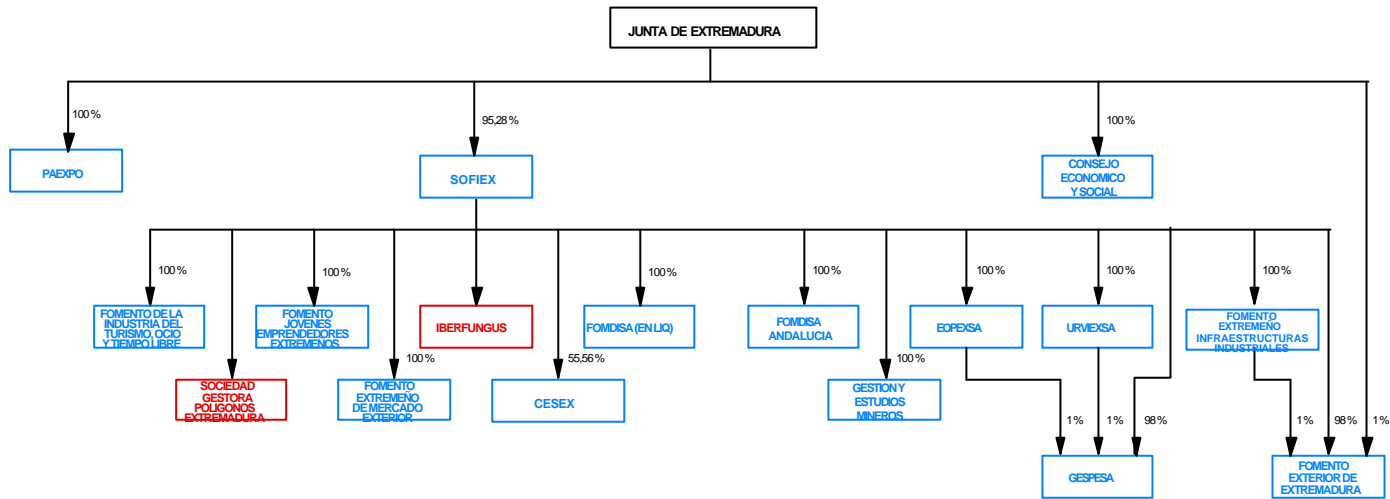 JUNTA DE EXTREMADURA
100%
95,28%
100%
PAEXPO
SOFIEX
CONSEJO
ECONOMICO
Y SOCIAL
100%
100%
100%
100%
100%
100%
100%
FOMENTO DE LA
INDUSTRIA DEL
TURISMO, OCIO
Y TIEMPO LIBRE
FOMENTO
JOVENES
EMPRENDEDORES
EXTREMEÑOS
IBERFUNGUS
FOMDISA (EN LIQ)
FOMDISA
ANDALUCIA
EOPEXSA
URVIEXSA
FOMENTO
EXTREMEÑO
INFRAESTRUCTURAS
INDUSTRIALES
100%
55,56%
100%
SOCIEDAD
GESTORA
POLIGONOS
EXTREMADURA
FOMENTO
EXTREMEÑO
DE MERCADO
EXTERIOR
CESEX
GESTION Y
ESTUDIOS
MINEROS
1%
1%
98%
1%
98%
1%
GESPESA
FOMENTO
EXTERIOR DE
EXTREMADURA